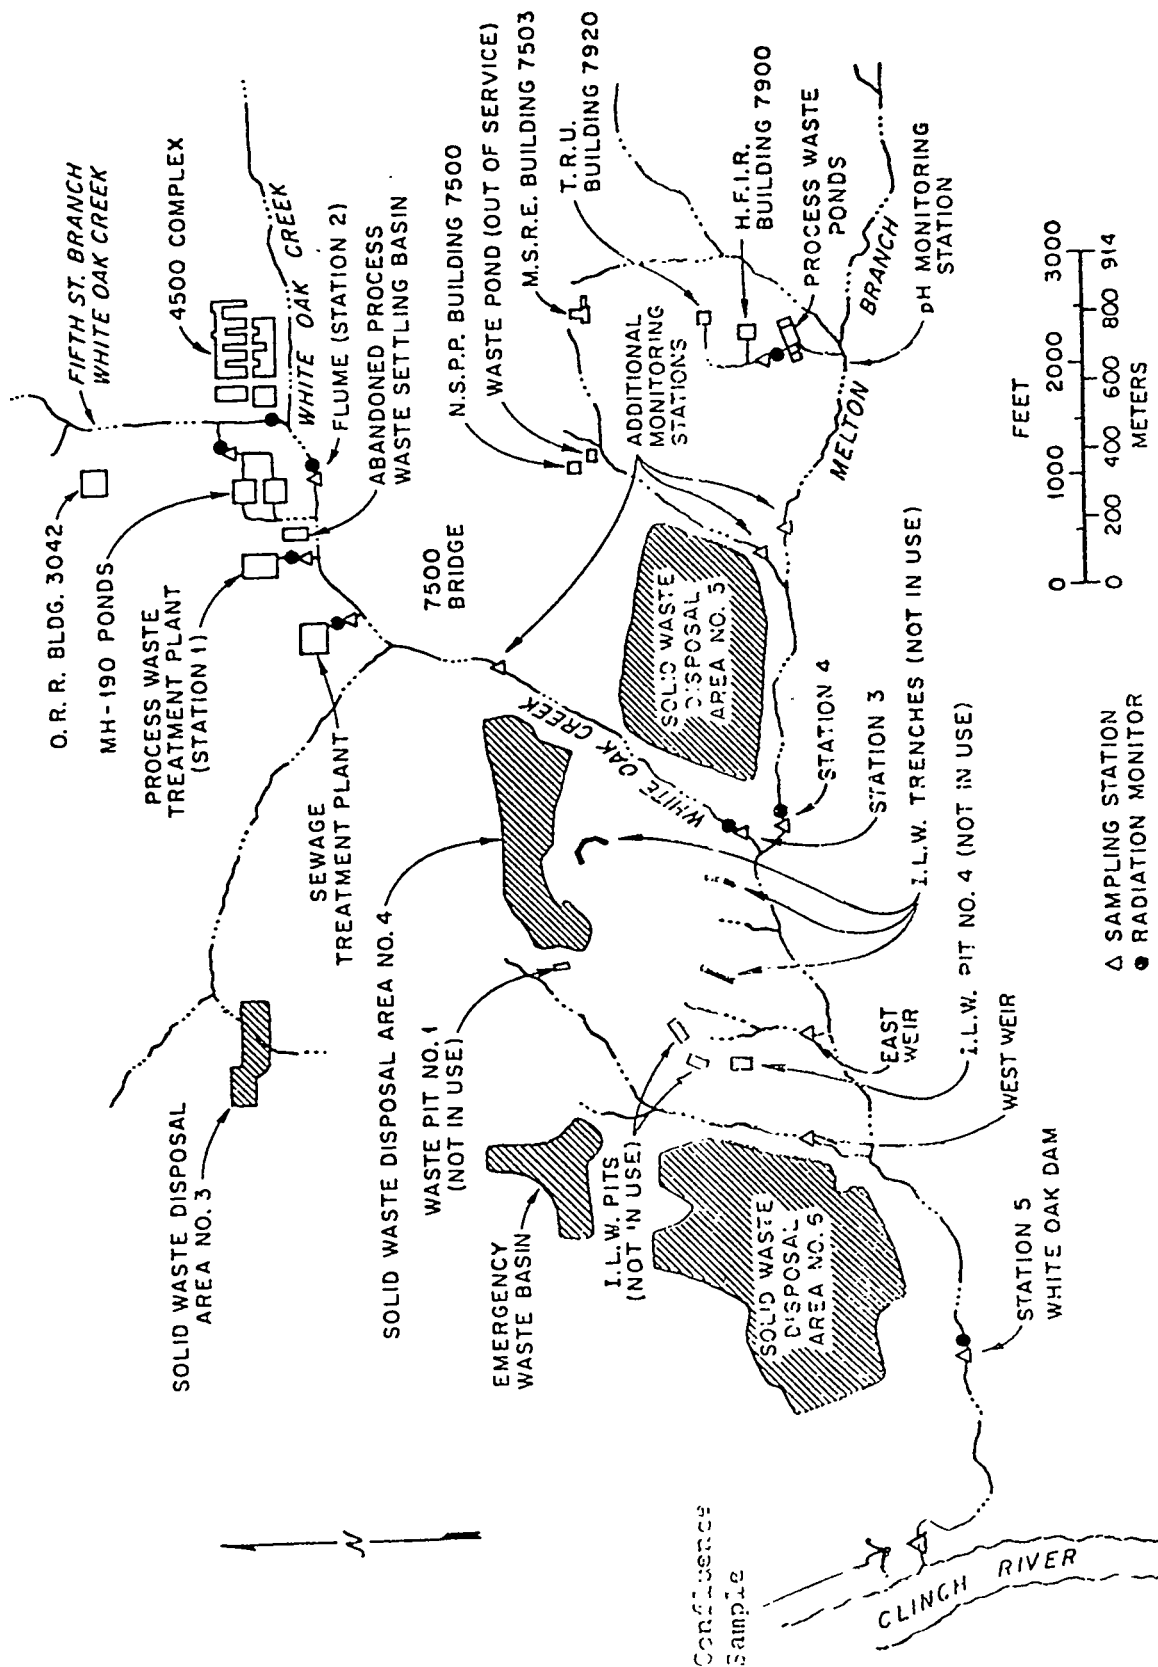 FIFTH ST. BRANCH
WHITE OAK CREEK
4500 COMPLEX
WHITE OAK CREEK
FLUME (STATION 2)
ABANDONED PROCESS
WASTE SETTLING BASIN
O. R. R. BLDG. 3042
MH-190 PONDS
PROCESS WASTE
TREATMENT PLANT
(STATION 1)
SEWAGE
TREATMENT PLANT
SOLID WASTE DISPOSAL
AREA NO. 3
7500
BRIDGE
N.S.P.P. BUILDING 7500
WASTE POND (OUT OF SERVICE)
M.S.R.E. BUILDING 7503
T.R.U.
BUILDING 7920
H.F.I.R.
BUILDING 7900
PROCESS WASTE
PONDS
ADDITIONAL
MONITORING
STATIONS
MELTON BRANCH
pH MONITORING
STATION
SOLID WASTE DISPOSAL AREA NO. 4
WASTE PIT NO. 1
(NOT IN USE)
EMERGENCY
WASTE BASIN
WHITE OAK CREEK
SOLID WASTE
DISPOSAL
AREA NO. 5
STATION 4
STATION 3
I.L.W. TRENCHES (NOT IN USE)
I.L.W. PIT NO. 4 (NOT IN USE)
I.L.W. PITS
(NOT IN USE)
EAST
WEIR
WEST WEIR
SOLID WASTE
DISPOSAL
AREA NO. 6
STATION 5
WHITE OAK DAM
Confluence
Sample
CLINCH RIVER
N
FEET
0 1000 2000 3000
0 200 400 600 800 914
METERS
△ SAMPLING STATION
● RADIATION MONITOR